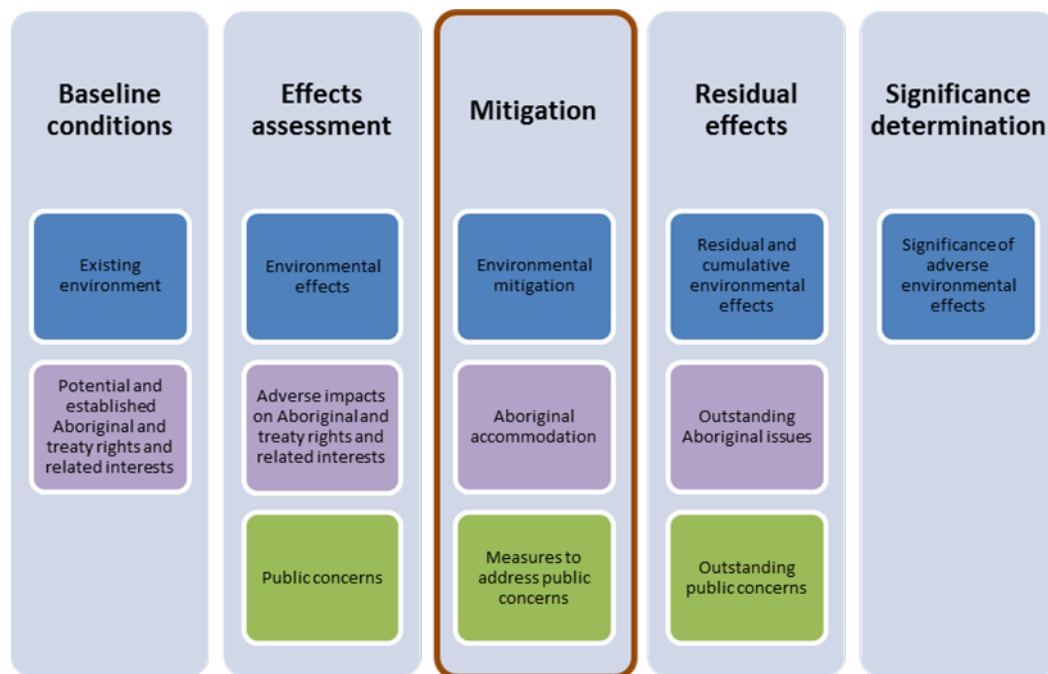 Baseline
conditions
Existing
environment
Potential and
established
Aboriginal and
treaty rights and
related interests
Effects
assessment
Environmental
effects
Adverse impacts
on Aboriginal and
treaty rights and
related interests
Public concerns
Mitigation
Environmental
mitigation
Aboriginal
accommodation
Measures to
address public
concerns
Residual
effects
Residual and
cumulative
environmental
effects
Outstanding
Aboriginal issues
Outstanding
public concerns
Significance
determination
Significance of
adverse
environmental
effects